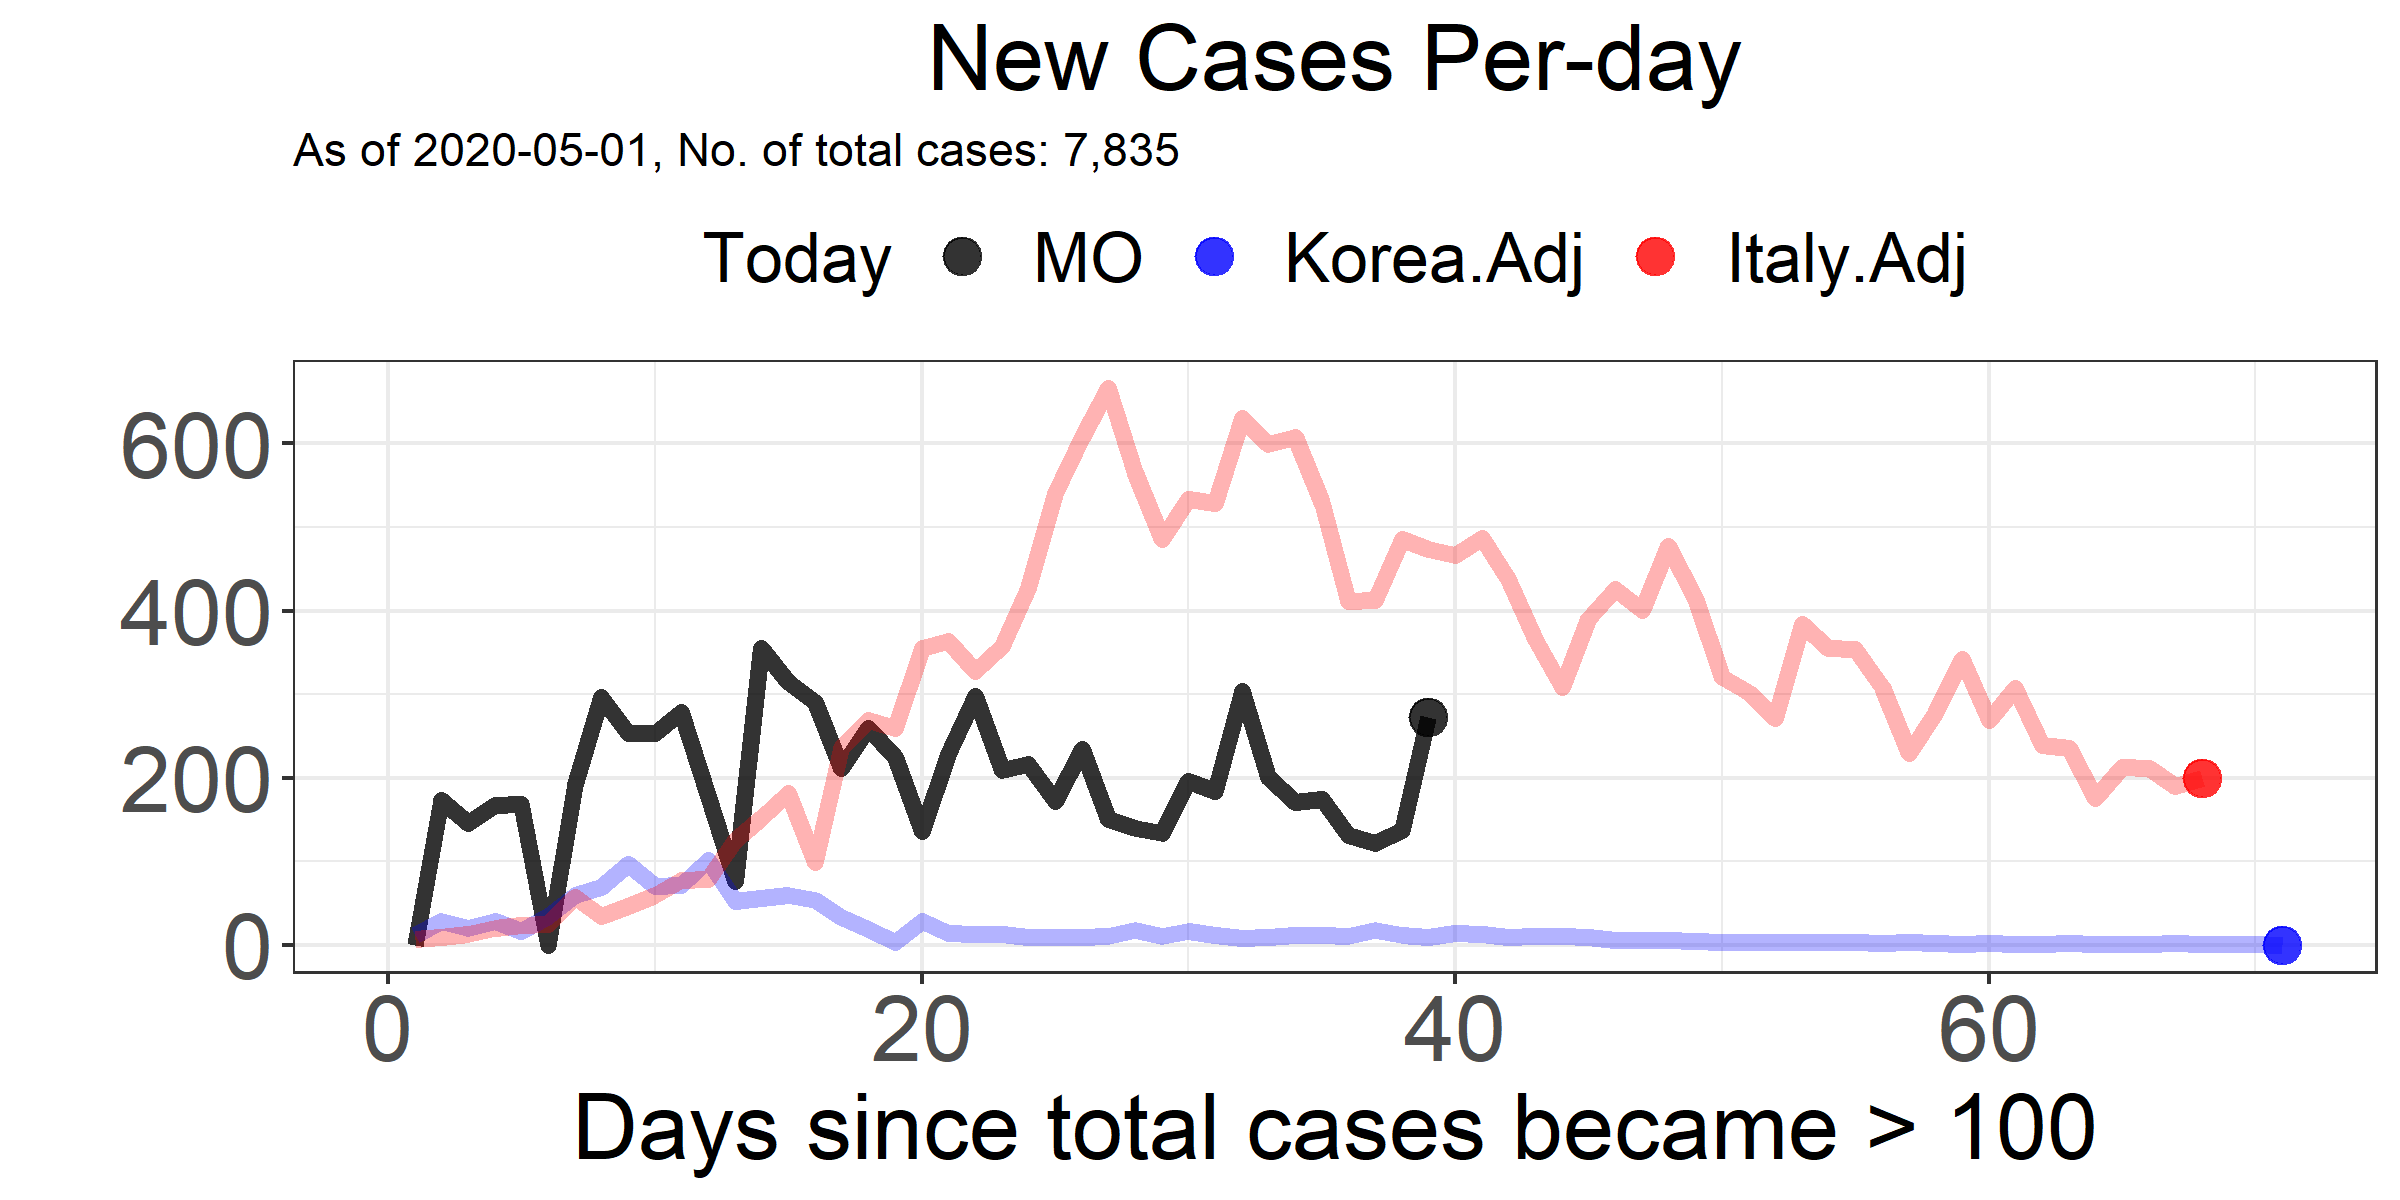 New Cases Per-day
As of 2020-05-01, No. of total cases: 7,835
Today MO Korea.Adj Italy.Adj
600
400
200
0
0 20 40 60
Days since total cases became > 100